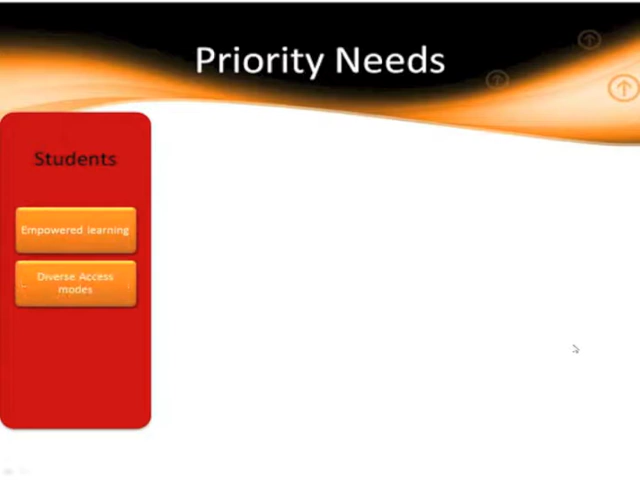 Priority Needs
Students
Empowered learning
Diverse Access
modes